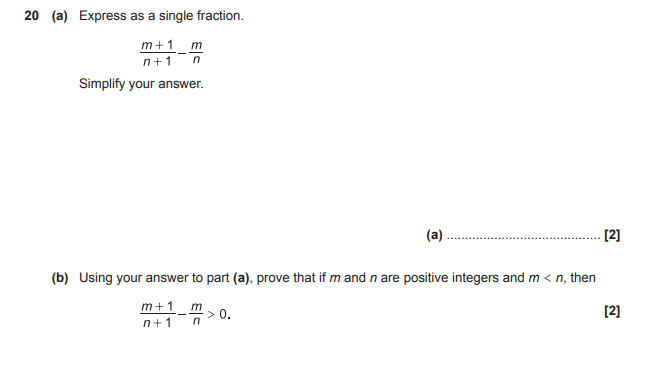 20 (a) Express as a single fraction.
m + 1 / n + 1 – m / n
Simplify your answer.
(a) .......................................... [2]
(b) Using your answer to part (a), prove that if m and n are positive integers and m < n, then
m + 1 / n + 1 – m / n > 0. [2]